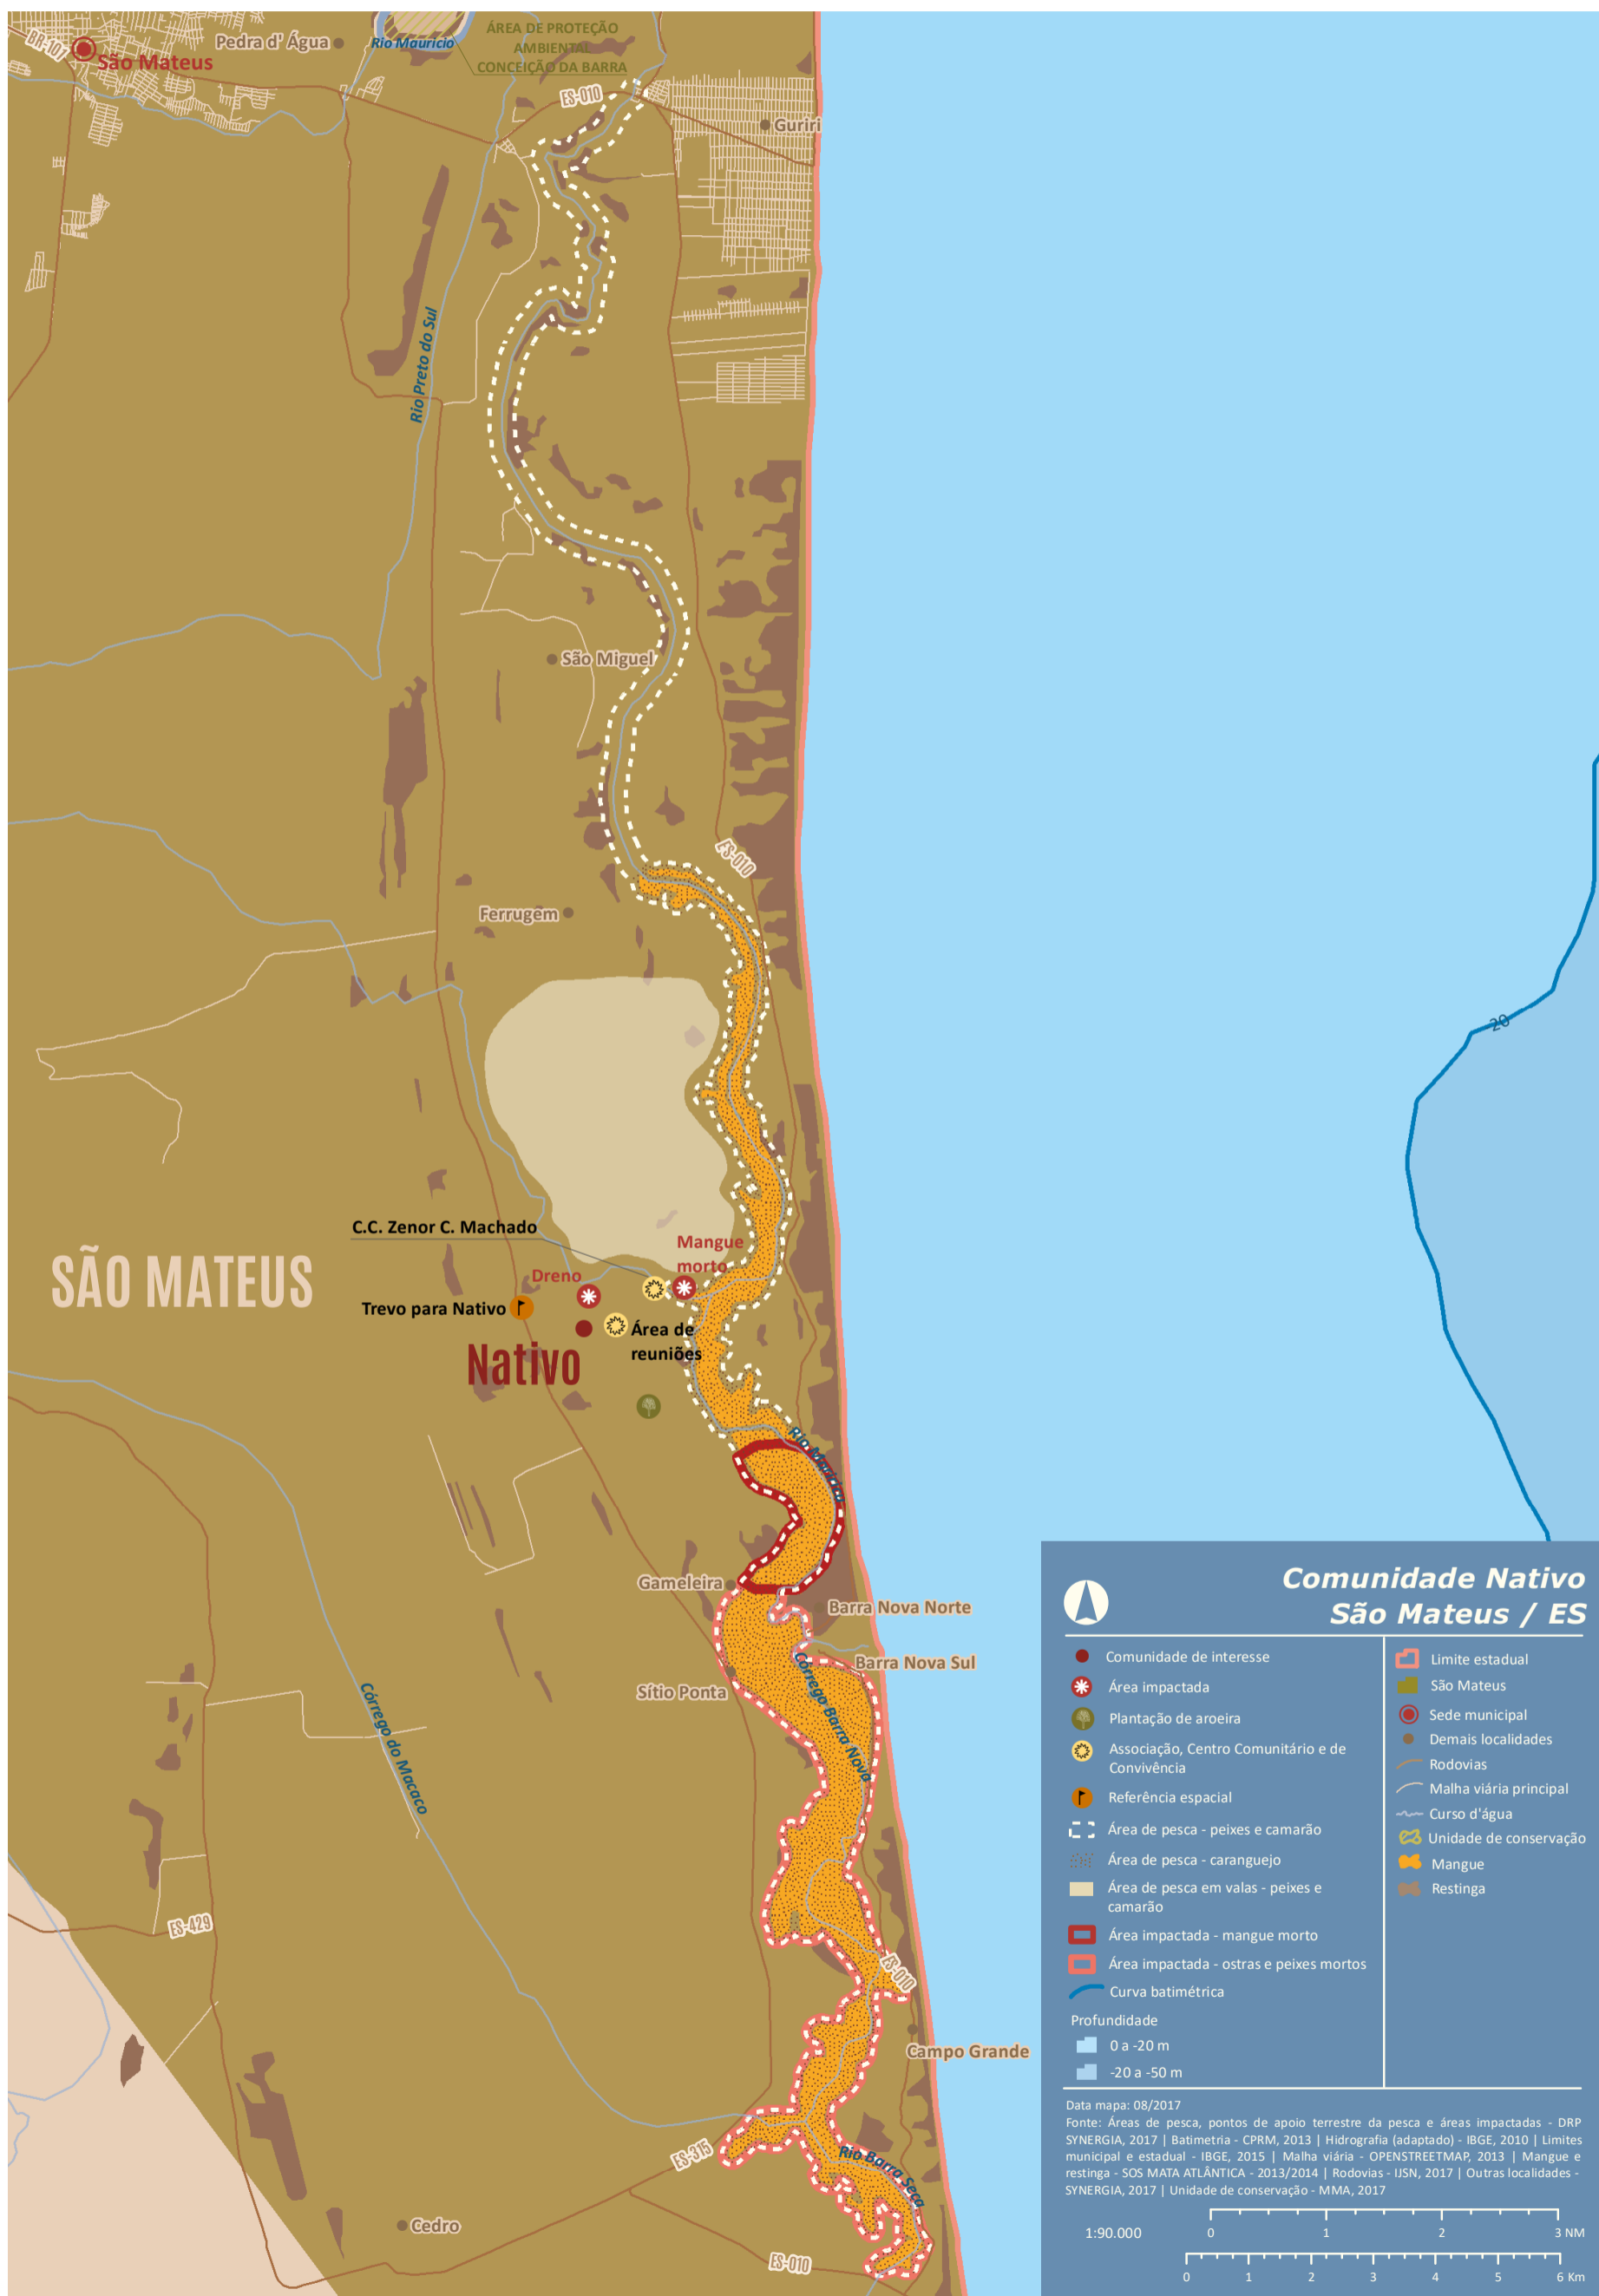 ÁREA DE PROTEÇÃO
AMBIENTAL
CONCEIÇÃO DA BARRA
BR-101
São Mateus
Pedra d' Água
Rio Mauricio
ES-010
Guriri
Rio Preto do Sul
São Miguel
ES-010
Ferrugem
20
C.C. Zenor C. Machado
Mangue
morto
Dreno
SÃO MATEUS
Trevo para Nativo
Área de
reuniões
Nativo
Rio Mariricu
Gameleira
Barra Nova Norte
Barra Nova Sul
Sítio Ponta
Córrego Barra Nova
Córrego do Macaco
ES-429
ES-010
Campo Grande
ES-315
Rio Barra Seca
Cedro
ES-010
Comunidade Nativo
São Mateus / ES
Comunidade de interesse
Área impactada
Plantação de aroeira
Associação, Centro Comunitário e de
Convivência
Referência espacial
Área de pesca - peixes e camarão
Área de pesca - caranguejo
Área de pesca em valas - peixes e
camarão
Área impactada - mangue morto
Área impactada - ostras e peixes mortos
Curva batimétrica
Profundidade
0 a -20 m
-20 a -50 m
Limite estadual
São Mateus
Sede municipal
Demais localidades
Rodovias
Malha viária principal
Curso d'água
Unidade de conservação
Mangue
Restinga
Data mapa: 08/2017
Fonte: Áreas de pesca, pontos de apoio terrestre da pesca e áreas impactadas - DRP
SYNERGIA, 2017 | Batimetria - CPRM, 2013 | Hidrografia (adaptado) - IBGE, 2010 | Limites
municipal e estadual - IBGE, 2015 | Malha viária - OPENSTREETMAP, 2013 | Mangue e
restinga - SOS MATA ATLÂNTICA - 2013/2014 | Rodovias - IJSN, 2017 | Outras localidades -
SYNERGIA, 2017 | Unidade de conservação - MMA, 2017
1:90.000
0 1 2 3 NM
0 1 2 3 4 5 6 Km